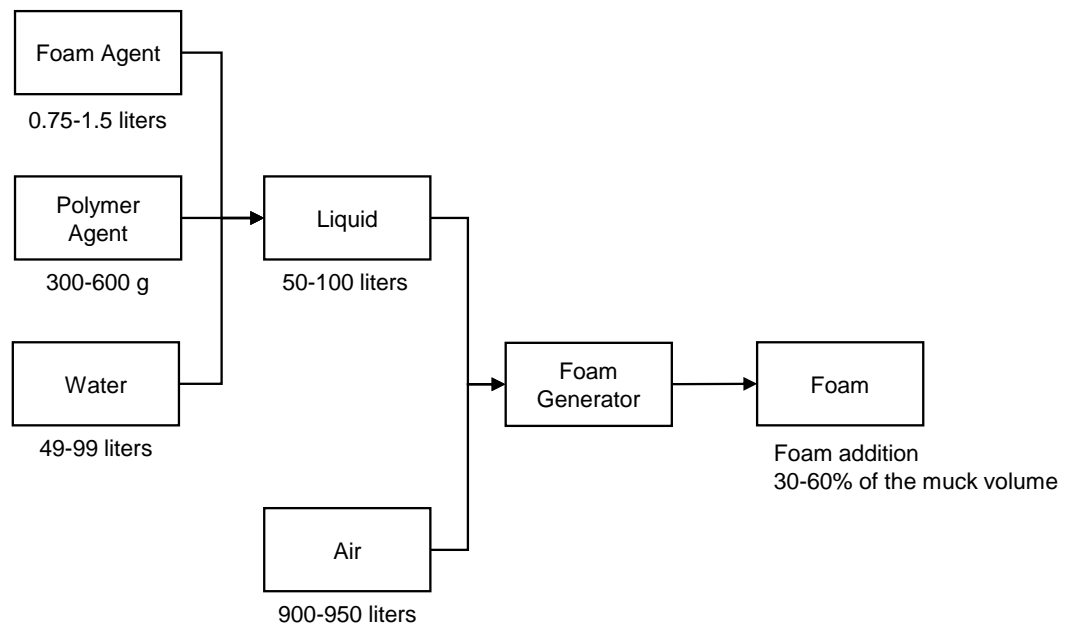 Foam Agent
0.75-1.5 liters
Polymer
Agent
300-600 g
Water
49-99 liters
Liquid
50-100 liters
Air
900-950 liters
Foam
Generator
Foam
Foam addition
30-60% of the muck volume